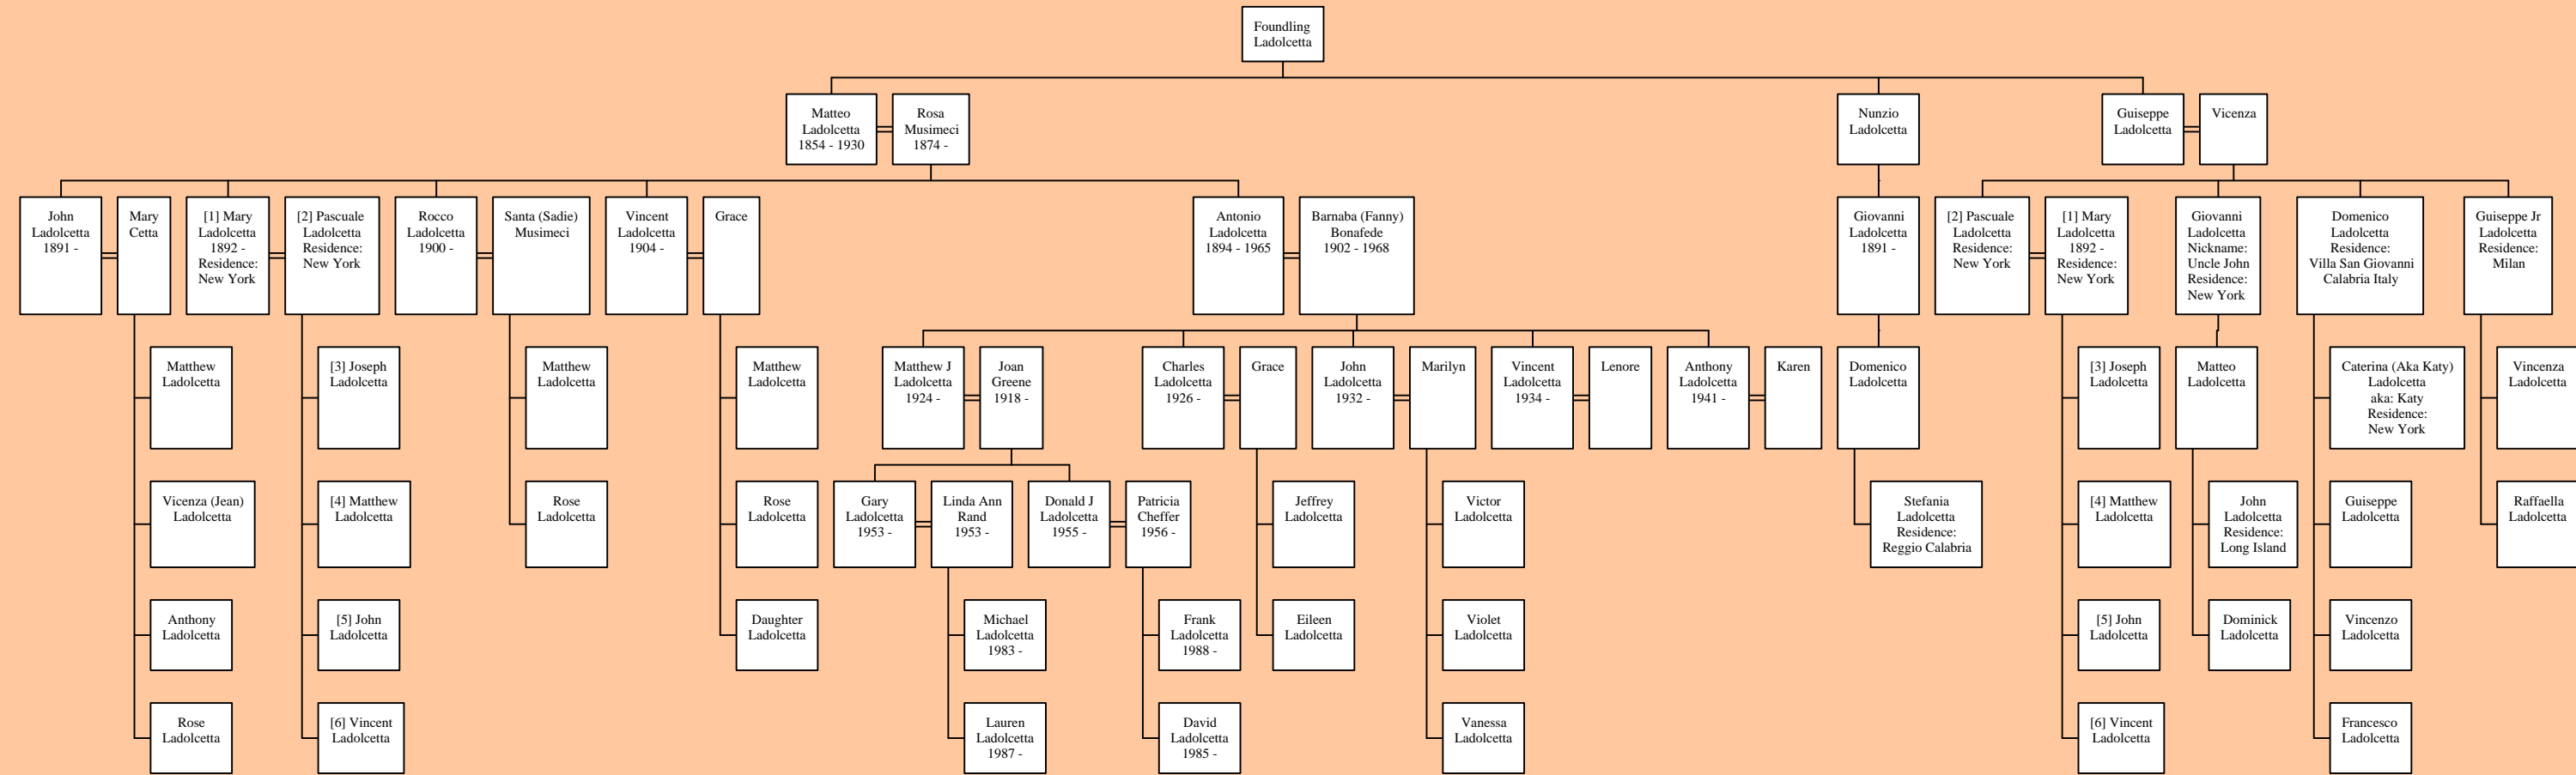 Foundling
Ladolcetta
Matteo
Ladolcetta
1854 - 1930
Rosa
Musimeci
1874 -
Nunzio
Ladolcetta
Guiseppe
Ladolcetta
Vicenza
John
Ladolcetta
1891 -
Mary
Cetta
[1] Mary
Ladolcetta
1892 -
Residence:
New York
[2] Pascuale
Ladolcetta
Residence:
New York
Rocco
Ladolcetta
1900 -
Santa (Sadie)
Musimeci
Vincent
Ladolcetta
1904 -
Grace
Antonio
Ladolcetta
1894 - 1965
Barnaba (Fanny)
Bonafede
1902 - 1968
Giovanni
Ladolcetta
1891 -
[2] Pascuale
Ladolcetta
Residence:
New York
[1] Mary
Ladolcetta
1892 -
Residence:
New York
Giovanni
Ladolcetta
Nickname:
Uncle John
Residence:
New York
Domenico
Ladolcetta
Residence:
Villa San Giovanni
Calabria Italy
Guiseppe Jr
Ladolcetta
Residence:
Milan
Matthew
Ladolcetta
[3] Joseph
Ladolcetta
Matthew
Ladolcetta
Matthew
Ladolcetta
Matthew J
Ladolcetta
1924 -
Joan
Greene
1918 -
Charles
Ladolcetta
1926 -
Grace
John
Ladolcetta
1932 -
Marilyn
Vincent
Ladolcetta
1934 -
Lenore
Anthony
Ladolcetta
1941 -
Karen
Domenico
Ladolcetta
[3] Joseph
Ladolcetta
Matteo
Ladolcetta
Caterina (Aka Katy)
Ladolcetta
aka: Katy
Residence:
New York
Vincenza
Ladolcetta
Vicenza (Jean)
Ladolcetta
[4] Matthew
Ladolcetta
Rose
Ladolcetta
Rose
Ladolcetta
Gary
Ladolcetta
1953 -
Linda Ann
Rand
1953 -
Donald J
Ladolcetta
1955 -
Patricia
Cheffer
1956 -
Jeffrey
Ladolcetta
Victor
Ladolcetta
Stefania
Ladolcetta
Residence:
Reggio Calabria
[4] Matthew
Ladolcetta
John
Ladolcetta
Residence:
Long Island
Guiseppe
Ladolcetta
Raffaella
Ladolcetta
Anthony
Ladolcetta
[5] John
Ladolcetta
Daughter
Ladolcetta
Michael
Ladolcetta
1983 -
Frank
Ladolcetta
1988 -
Eileen
Ladolcetta
Violet
Ladolcetta
[5] John
Ladolcetta
Dominick
Ladolcetta
Vincenzo
Ladolcetta
Rose
Ladolcetta
[6] Vincent
Ladolcetta
Lauren
Ladolcetta
1987 -
David
Ladolcetta
1985 -
Vanessa
Ladolcetta
[6] Vincent
Ladolcetta
Francesco
Ladolcetta